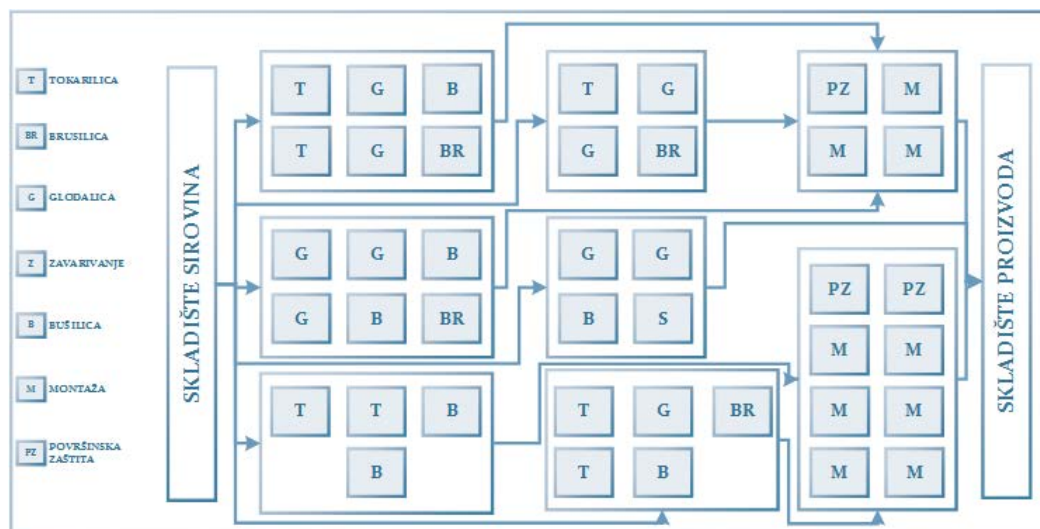 T TOKARILICA
BR BRUSILICA
G GLODALICA
Z ZAVARIVANJE
B BUŠILICA
M MONTAŽA
PZ POVRŠINSKA
ZAŠTITA
SKLADIŠTE SIROVINA
T G B
T G BR
G G B
G B BR
T T B
B
T G
G BR
G G
B S
T G BR
T B
PZ M
M M
PZ PZ
M M
M M
M M
SKLADIŠTE PROIZVODA